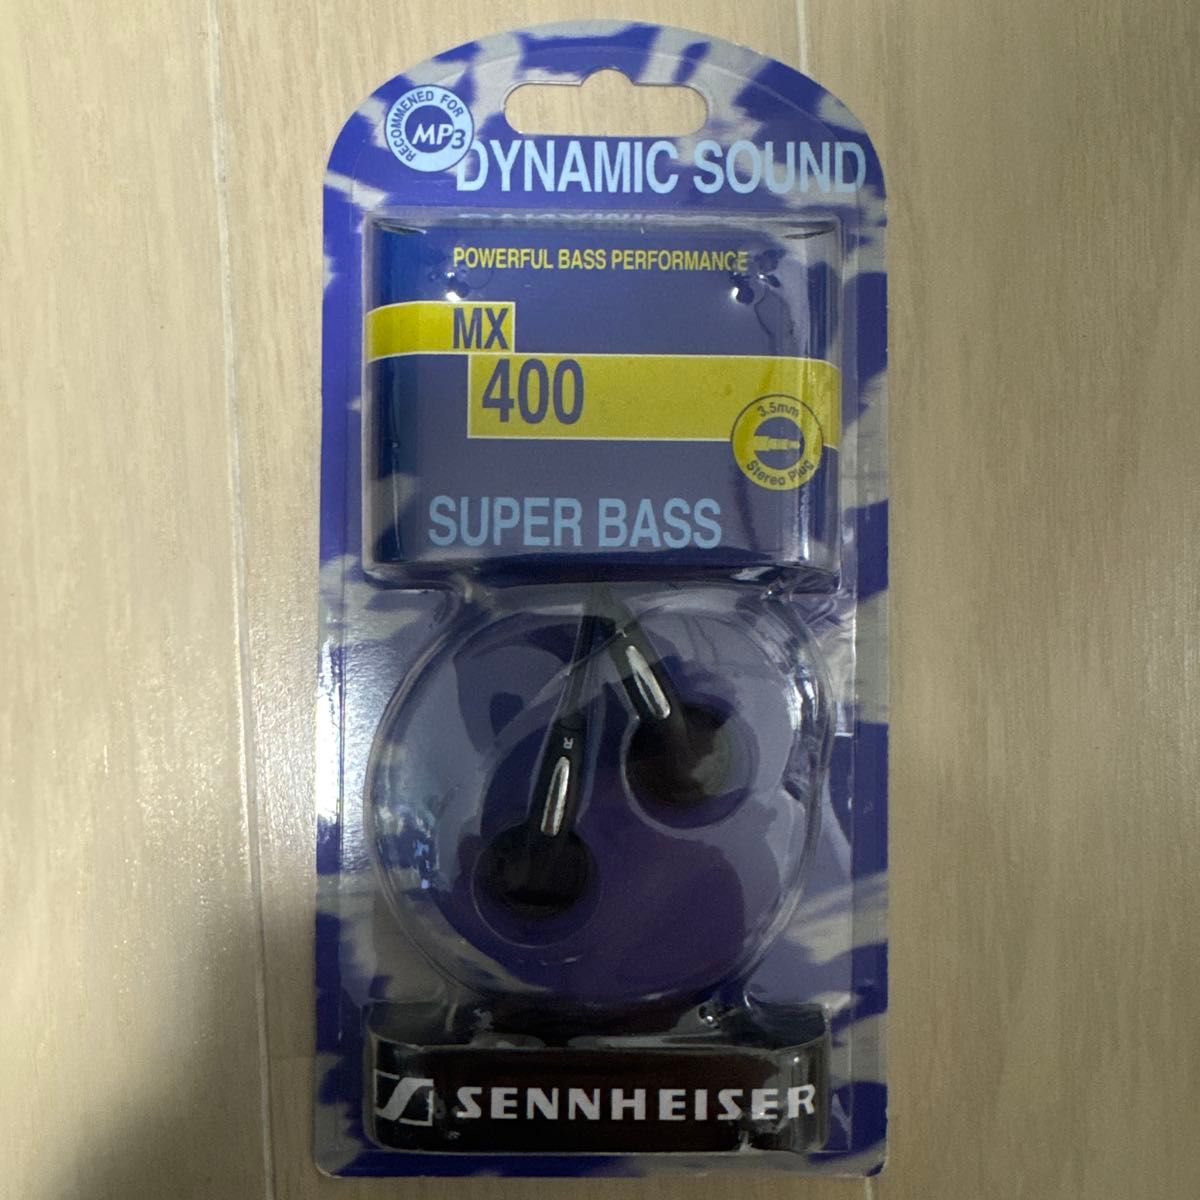 RECOMMENED FOR
MP3
DYNAMIC SOUND
POWERFUL BASS PERFORMANCE
MX
400
3.5mm
Stereo Plug
SUPER BASS
R
SENNHEISER